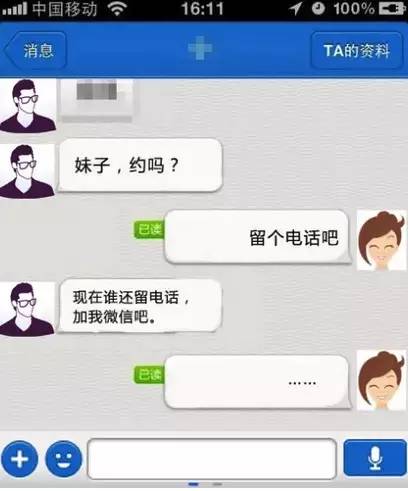 中国移动 16:11 100%
消息 TA的资料
妹子，约吗？
已读 留个电话吧
现在谁还留电话，
加我微信吧。
已读 ……